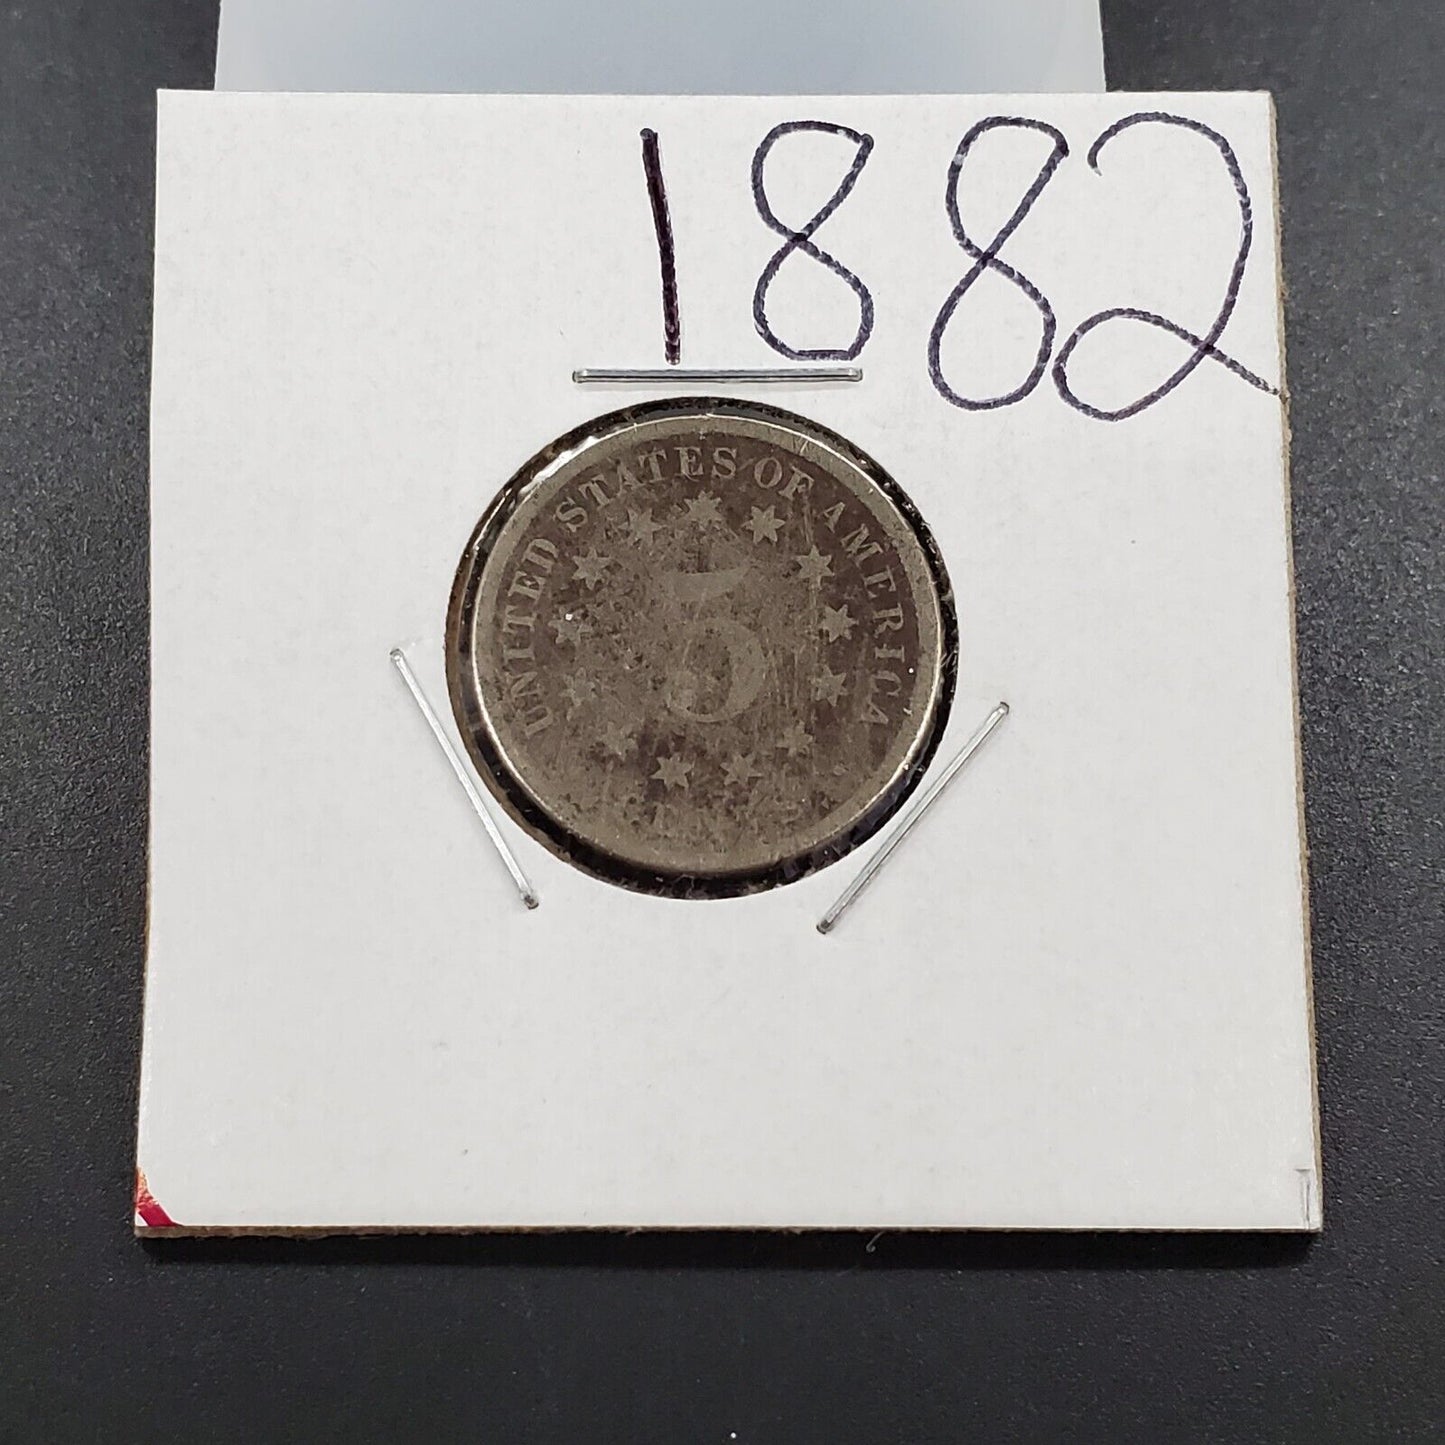 1882
UNITED STATES OF AMERICA
5